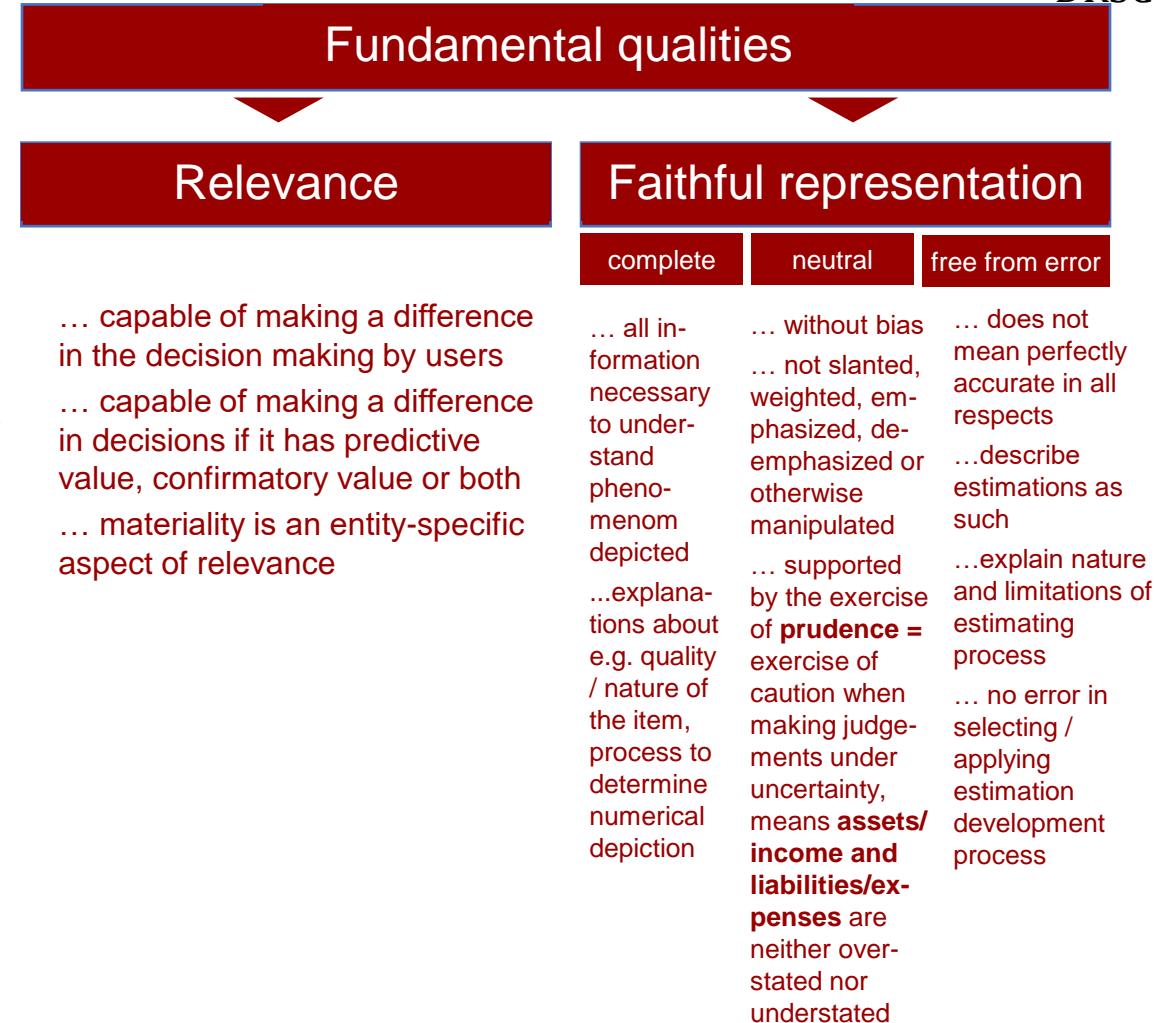 Fundamental qualities
Relevance
… capable of making a difference
in the decision making by users
… capable of making a difference
in decisions if it has predictive
value, confirmatory value or both
… materiality is an entity-specific
aspect of relevance
Faithful representation
complete
… all in-
formation
necessary
to under-
stand
pheno-
menom
depicted
...explana-
tions about
e.g. quality
/ nature of
the item,
process to
determine
numerical
depiction
neutral
… without bias
… not slanted,
weighted, em-
phasized, de-
emphasized or
otherwise
manipulated
… supported
by the exercise
of prudence =
exercise of
caution when
making judge-
ments under
uncertainty,
means assets/
income and
liabilities/ex-
penses are
neither over-
stated nor
understated
free from error
… does not
mean perfectly
accurate in all
respects
…describe
estimations as
such
…explain nature
and limitations of
estimating
process
… no error in
selecting /
applying
estimation
development
process